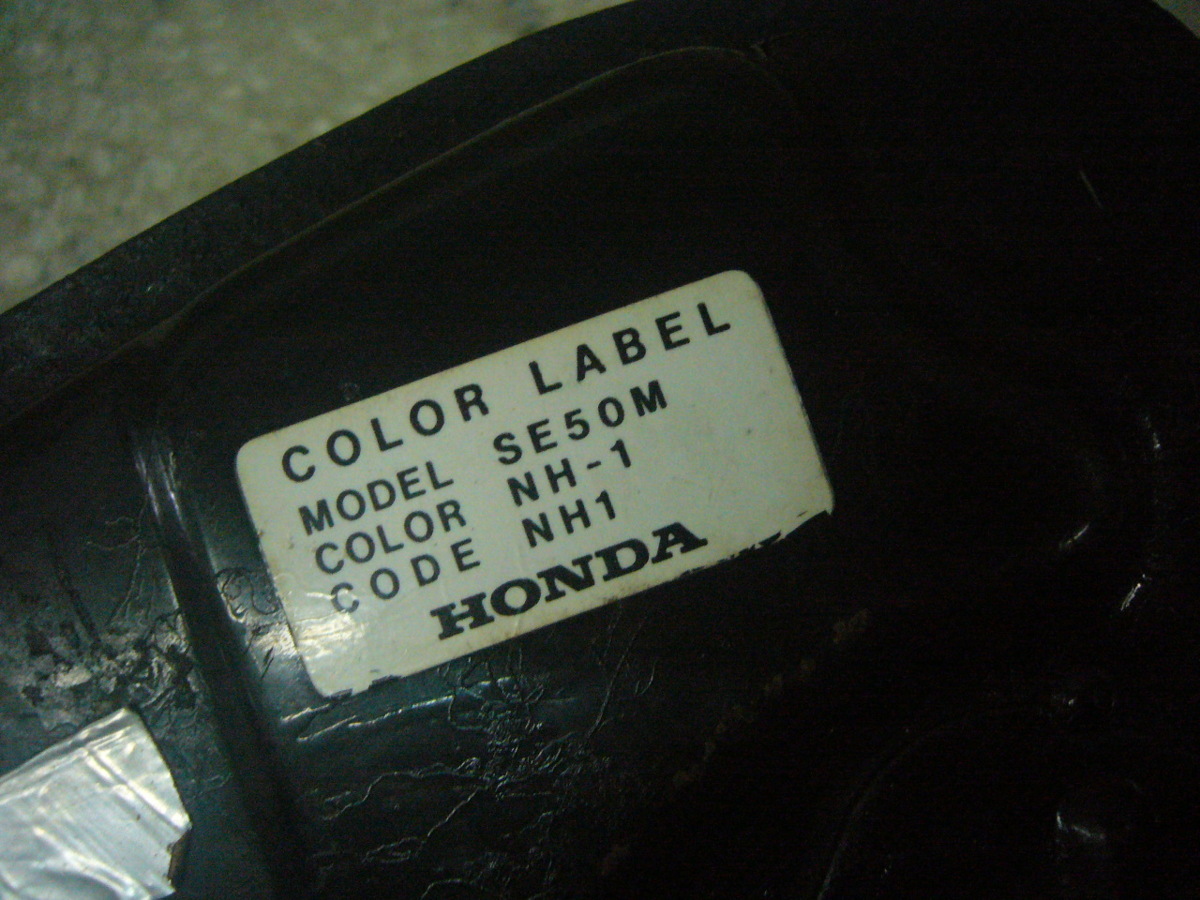 COLOR LABEL
MODEL SE50M
COLOR NH-1
CODE NH1
HONDA